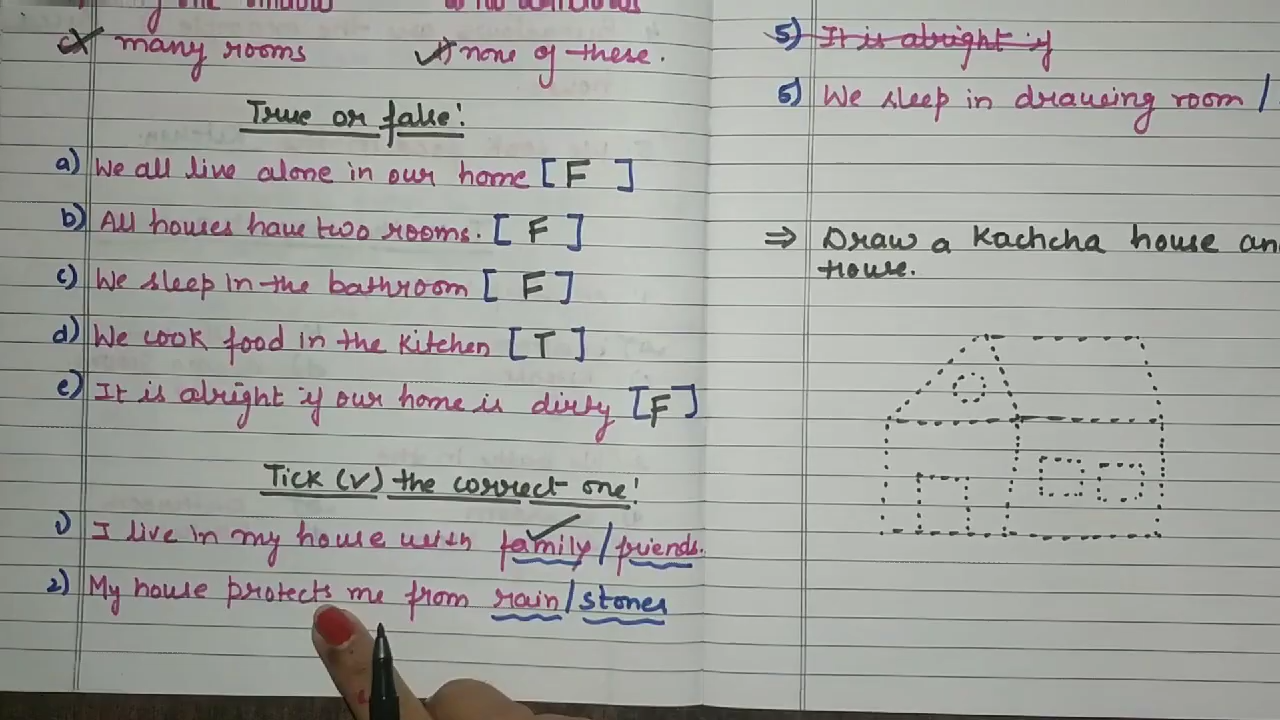 many rooms
none of these.
True or false!
a) We all live alone in our home [ F ]
b) All houses have two rooms. [ F ]
c) We sleep in the bathroom [ F ]
d) We cook food in the kitchen [ T ]
e) It is alright if our home is dirty [ F ]
Tick (√) the correct one!
1) I live in my house with family / friends.
2) My house protects me from rain / stones
5) It is alright if
5) We sleep in drawing room /
⇒ Draw a Kachcha house an
House.